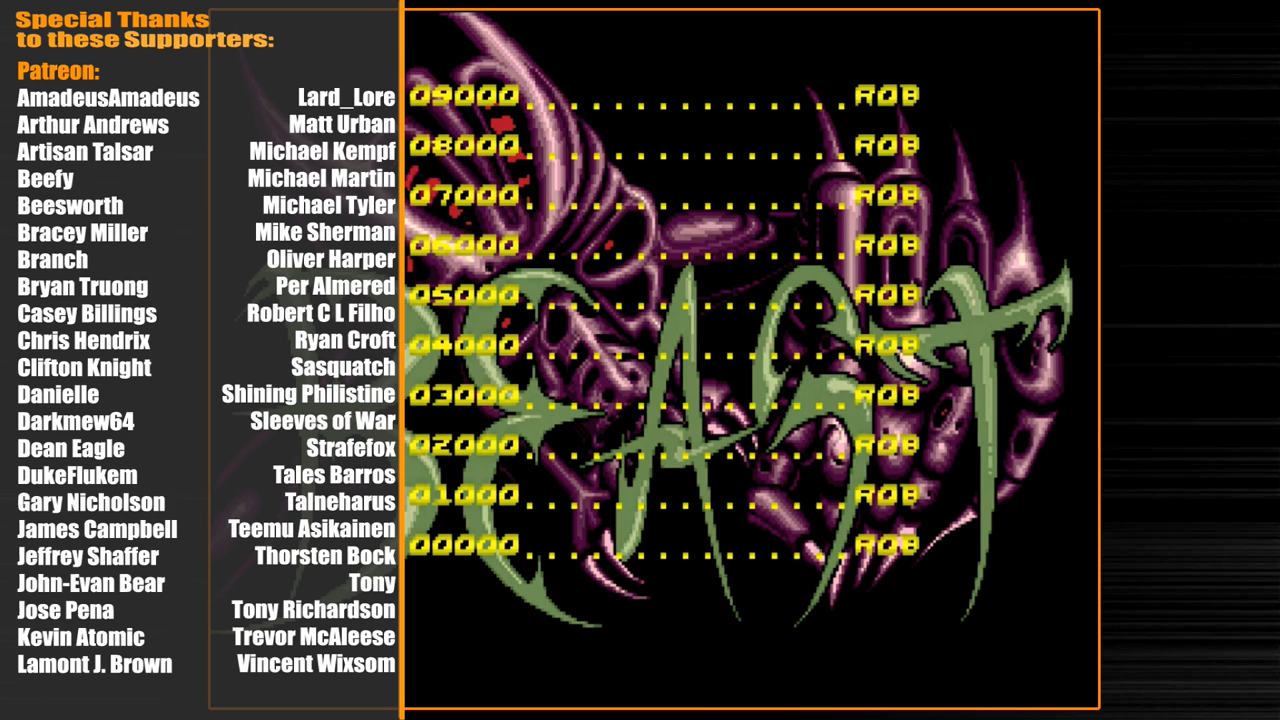 Special Thanks
to these Supporters:
Patreon:
AmadeusAmadeus
Arthur Andrews
Artisan Talsar
Beefy
Beesworth
Bracey Miller
Branch
Bryan Truong
Casey Billings
Chris Hendrix
Clifton Knight
Danielle
Darkmew64
Dean Eagle
DukeFlukem
Gary Nicholson
James Campbell
Jeffrey Shaffer
John-Evan Bear
Jose Pena
Kevin Atomic
Lamont J. Brown
Lard_Lore
Matt Urban
Michael Kempf
Michael Martin
Michael Tyler
Mike Sherman
Oliver Harper
Per Almered
Robert C L Filho
Ryan Croft
Sasquatch
Shining Philistine
Sleeves of War
Strafefox
Tales Barros
Talneharus
Teemu Asikainen
Thorsten Bock
Tony
Tony Richardson
Trevor McAleese
Vincent Wixsom
09000..............ROB
08000..............ROB
07000..............ROB
06000..............ROB
05000..............ROB
04000..............ROB
03000..............ROB
02000..............ROB
01000..............ROB
00000..............ROB
BEAST